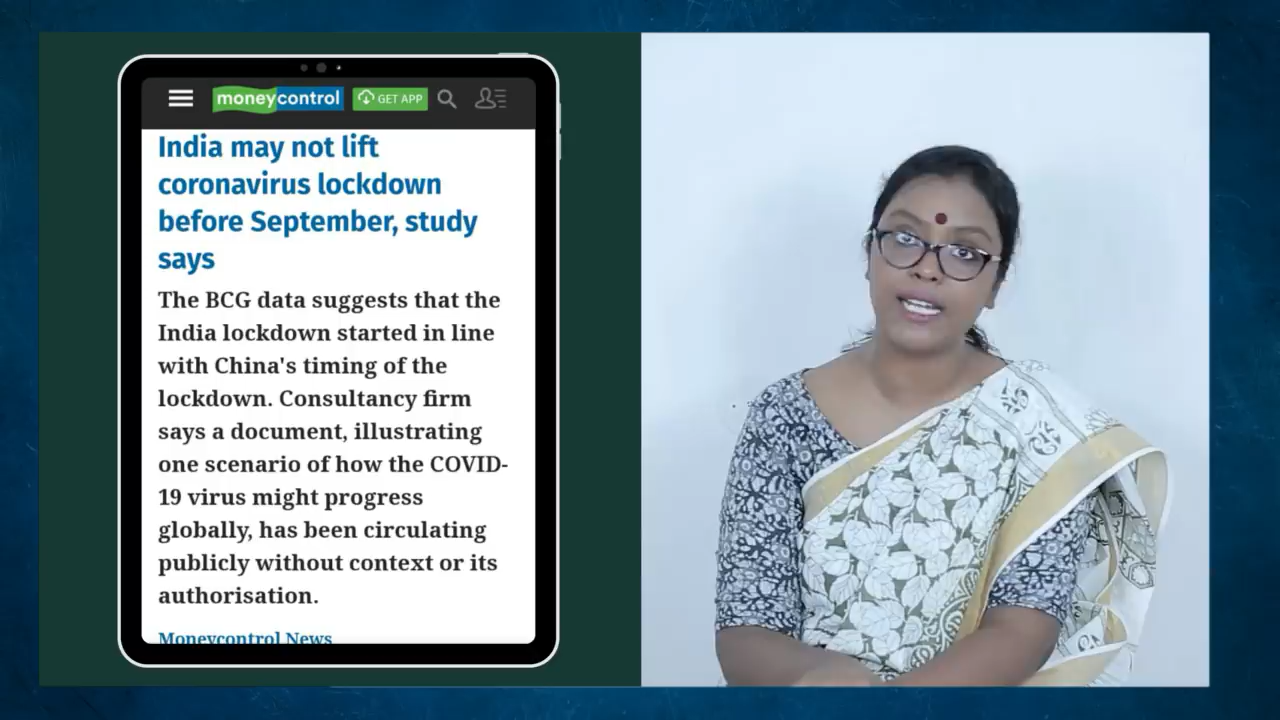 moneycontrol GET APP
India may not lift
coronavirus lockdown
before September, study
says
The BCG data suggests that the
India lockdown started in line
with China's timing of the
lockdown. Consultancy firm
says a document, illustrating
one scenario of how the COVID-
19 virus might progress
globally, has been circulating
publicly without context or its
authorisation.
Moneycontrol News